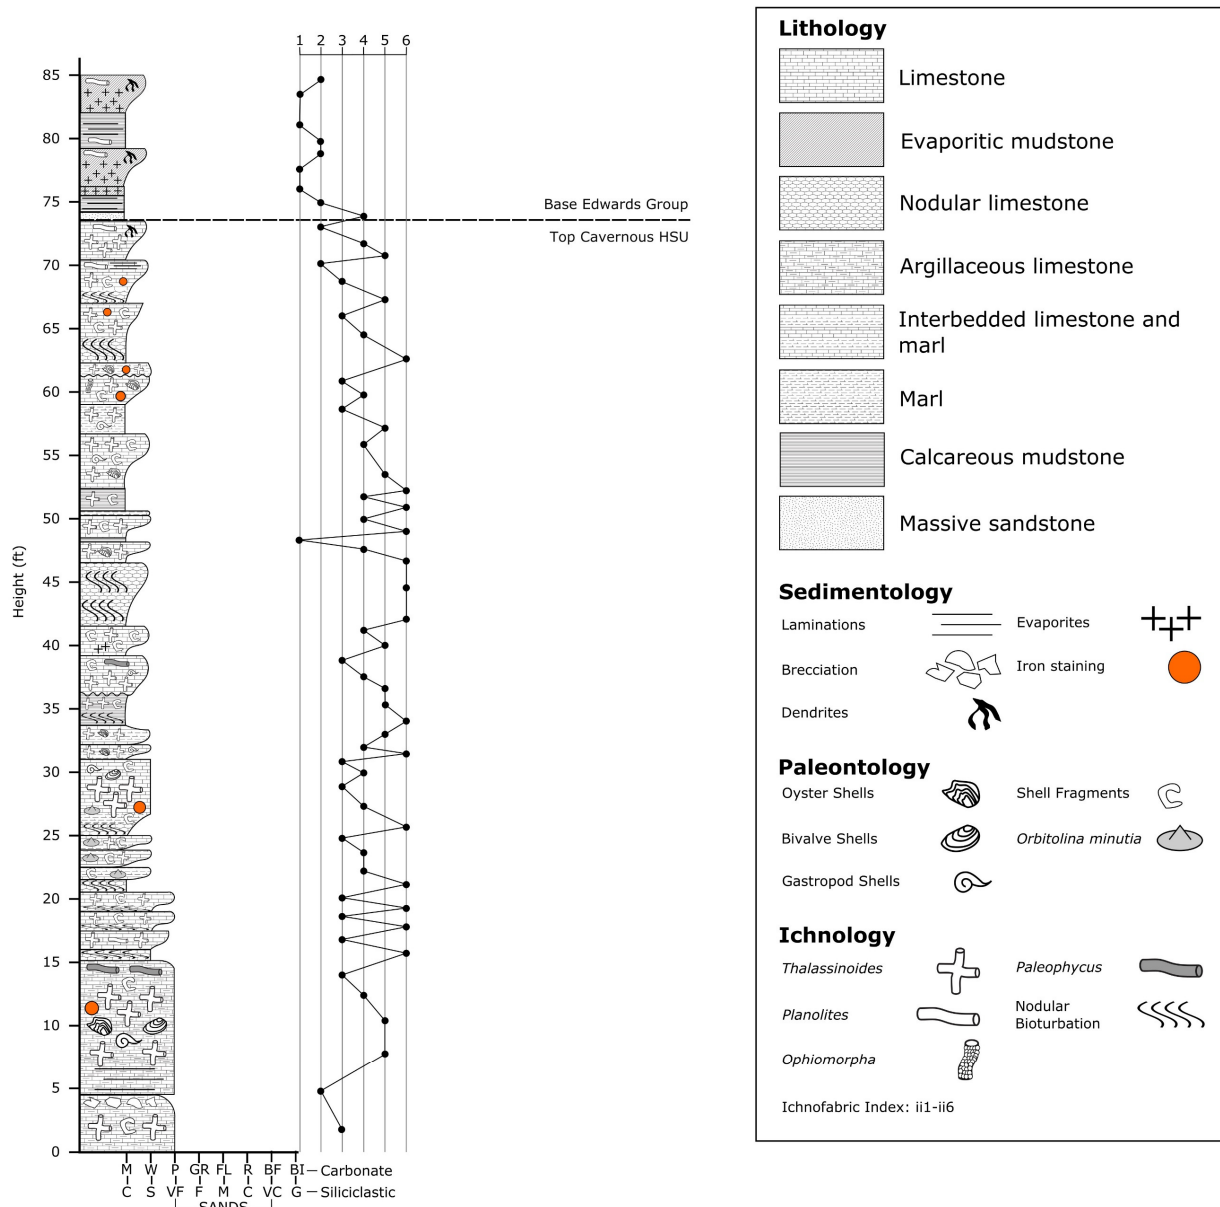 1 2 3 4 5 6
85
80
75
70
65
60
55
50
45
40
35
30
25
20
15
10
5
0
Height (ft)
Base Edwards Group
Top Cavernous HSU
M W P GR FL R BF BI Carbonate
C S VF F M C VC G Siliciclastic
SANDS
Lithology
Limestone
Evaporitic mudstone
Nodular limestone
Argillaceous limestone
Interbedded limestone and
marl
Marl
Calcareous mudstone
Massive sandstone
Sedimentology
Laminations
Evaporites
Brecciation
Iron staining
Dendrites
Paleontology
Oyster Shells
Shell Fragments
Bivalve Shells
Orbitolina minutia
Gastropod Shells
Ichnology
Thalassinoides
Paleophycus
Planolites
Nodular
Bioturbation
Ophiomorpha
Ichnofabric Index: ii1-ii6